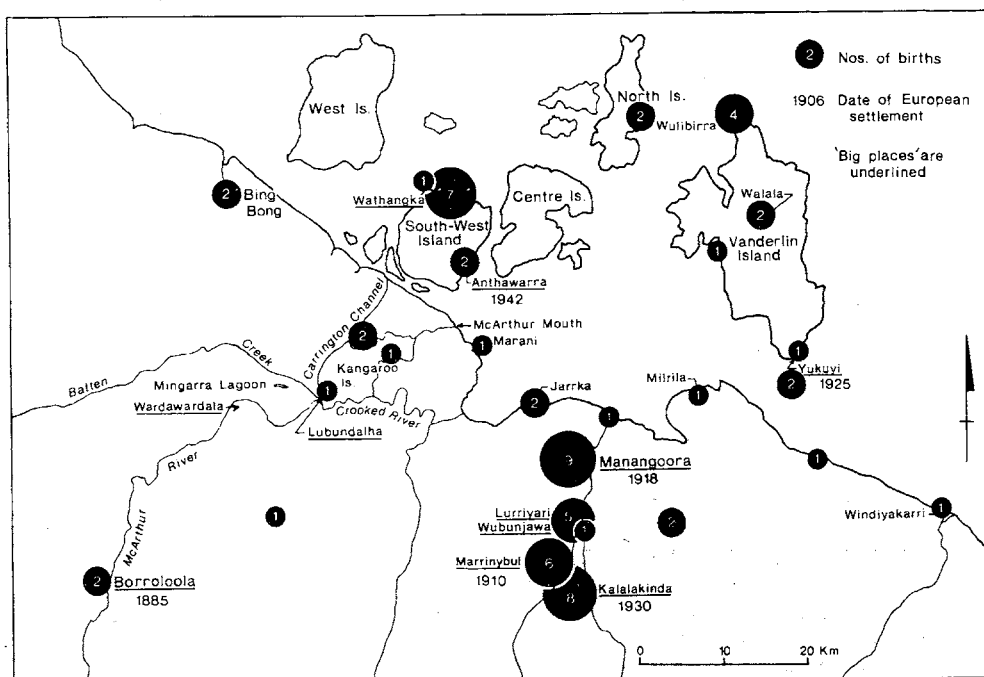 2 Nos. of births
1906 Date of European
settlement
'Big places' are
underlined
West Is.
North Is.
2
Wulibirra
4
2
Bing
Bong
1
Wathangka
7
South-West
Island
Centre Is.
Walala
2
Vanderlin
Island
1
2
Anthawarra
1942
Carrington Channel
McArthur Mouth
2
1
Kangaroo
Is.
1
Marani
1
Yukuyi
2
1925
Batten
Creek
Mingarra Lagoon
1
Wardawardala
Crooked River
Lubundalha
Jarrka
2
Milrila
1
1
9
Manangoora
1918
1
1
Windiyakarri
McArthur
River
1
Lurriyari
5
Wubunjawa
1
2
Marrinybul
6
1910
Kalalakinda
8
1930
2
Borroloola
1885
0 10 20 Km